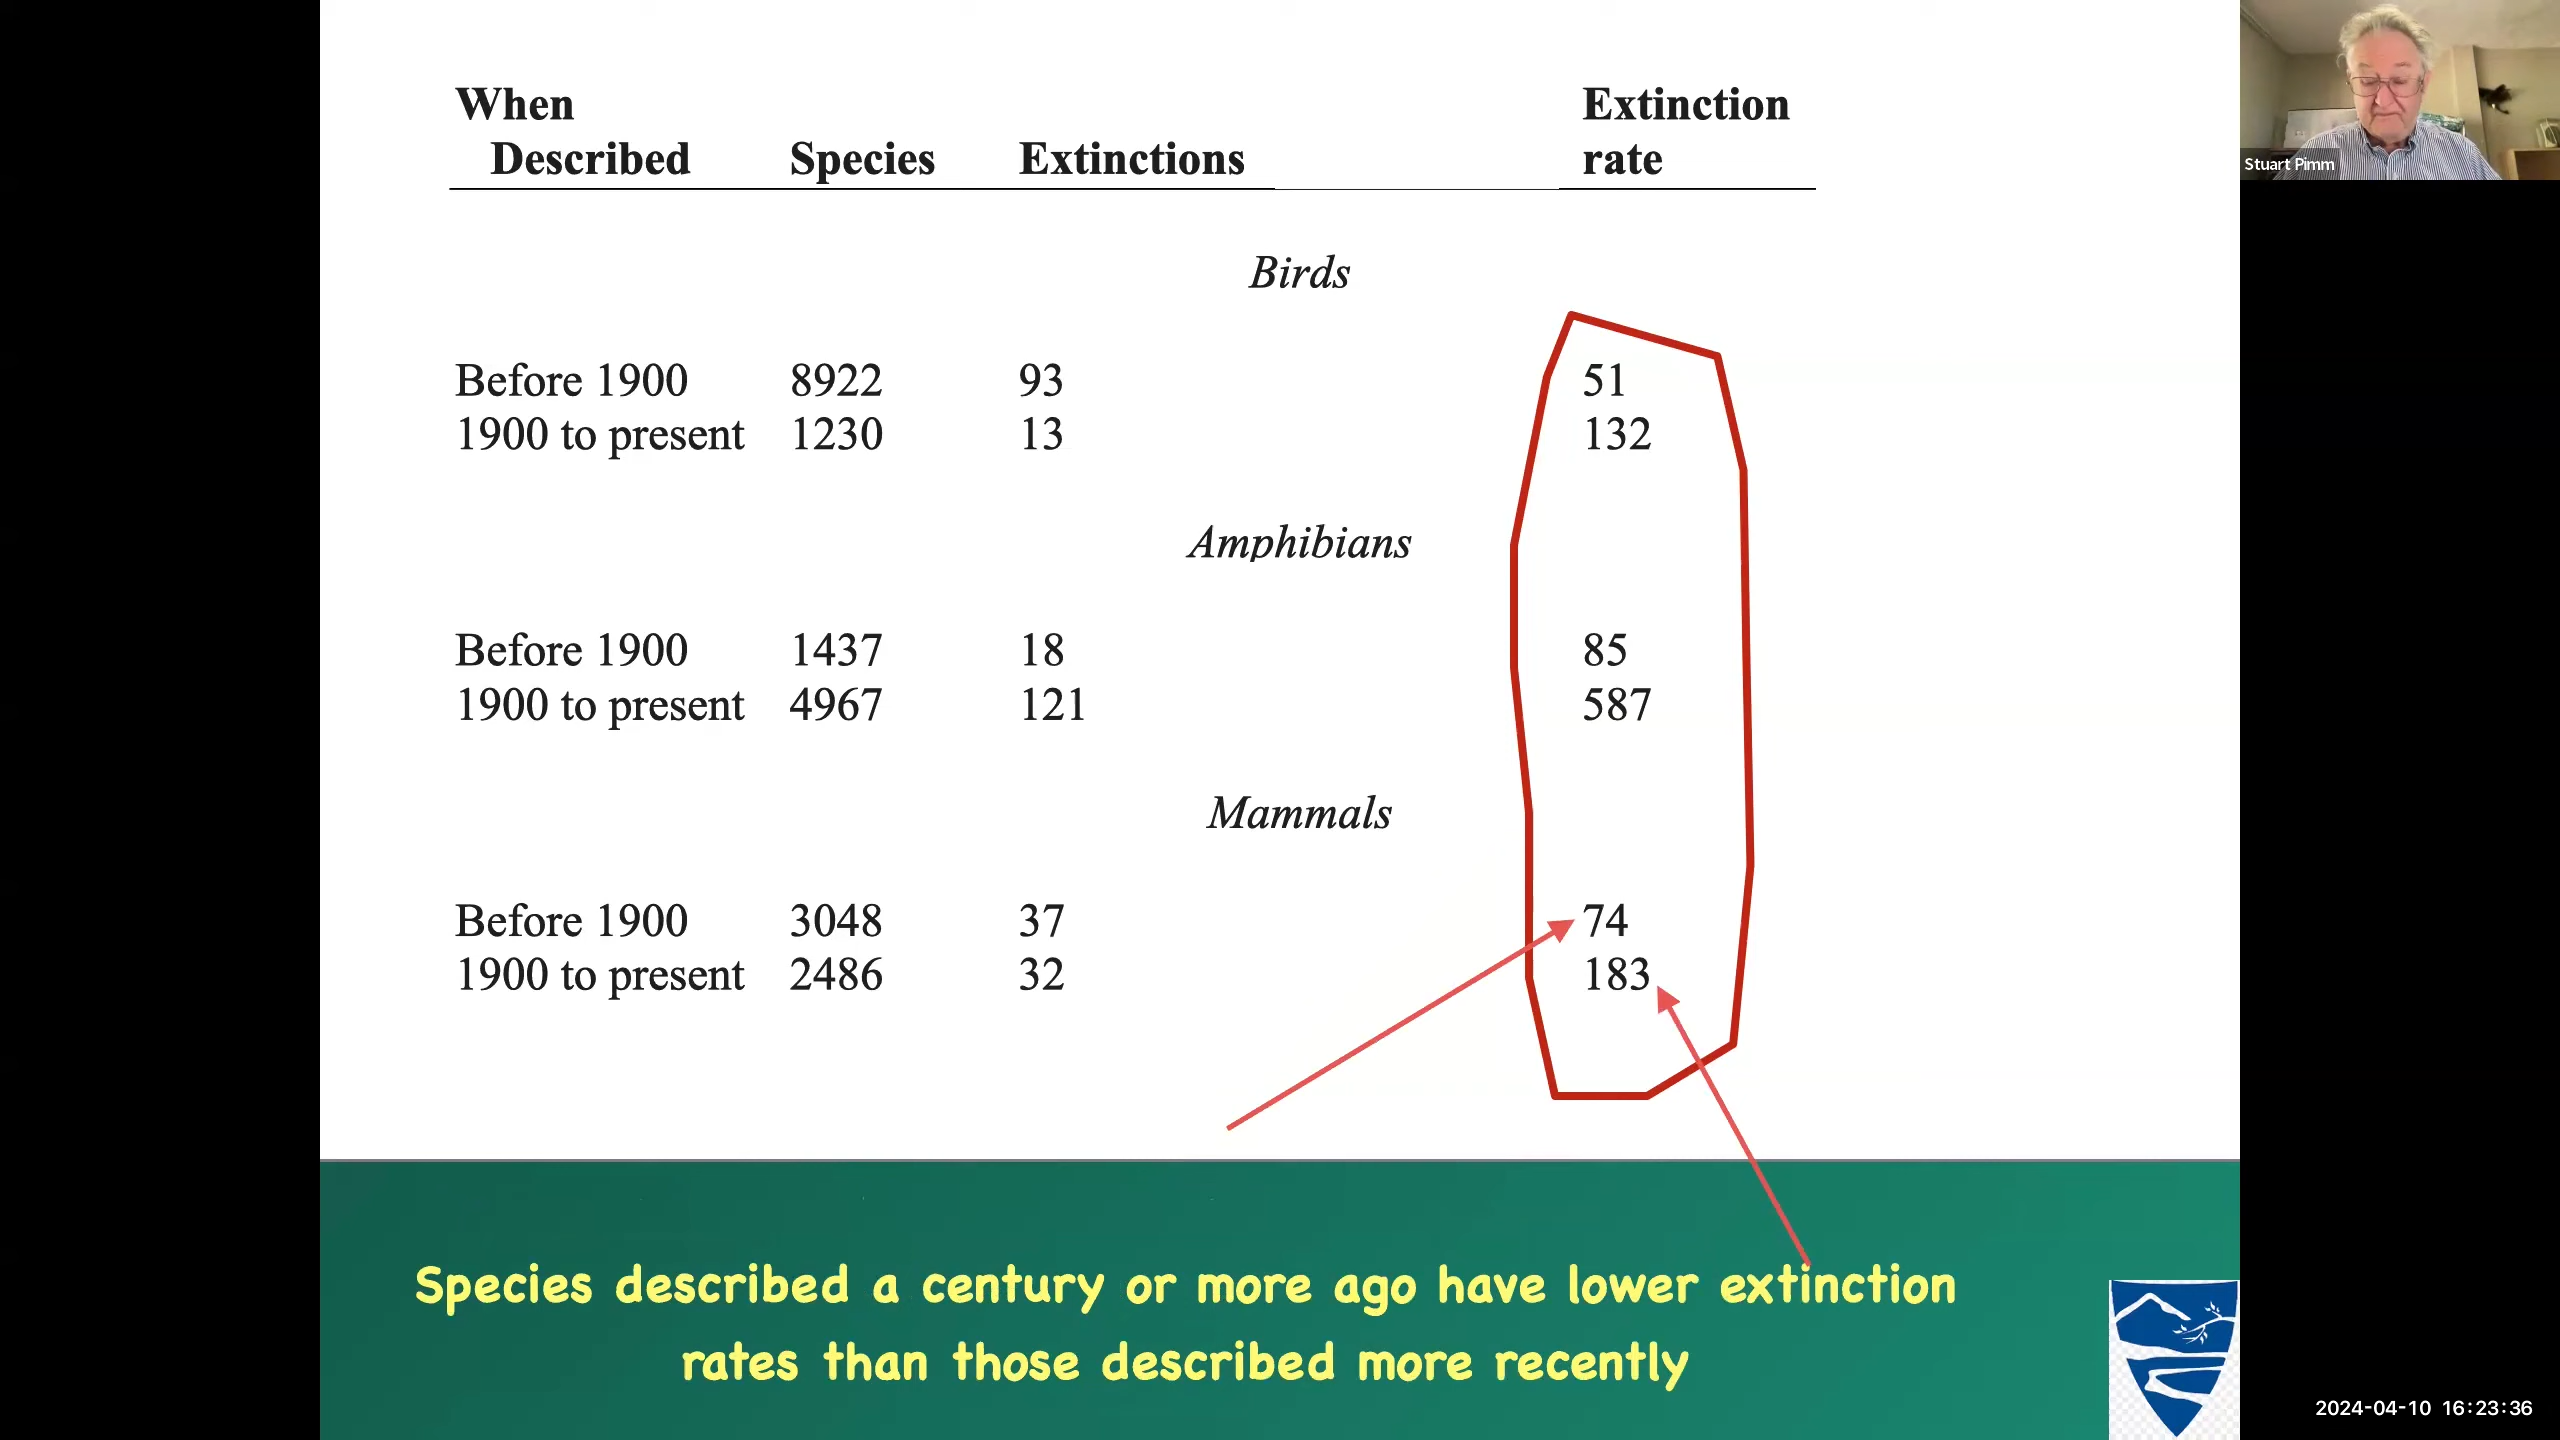 When
Described Species Extinctions Extinction rate
Birds
Before 1900 8922 93 51
1900 to present 1230 13 132
Amphibians
Before 1900 1437 18 85
1900 to present 4967 121 587
Mammals
Before 1900 3048 37 74
1900 to present 2486 32 183
Species described a century or more ago have lower extinction
rates than those described more recently
Stuart Pimm
2024-04-10 16:23:36